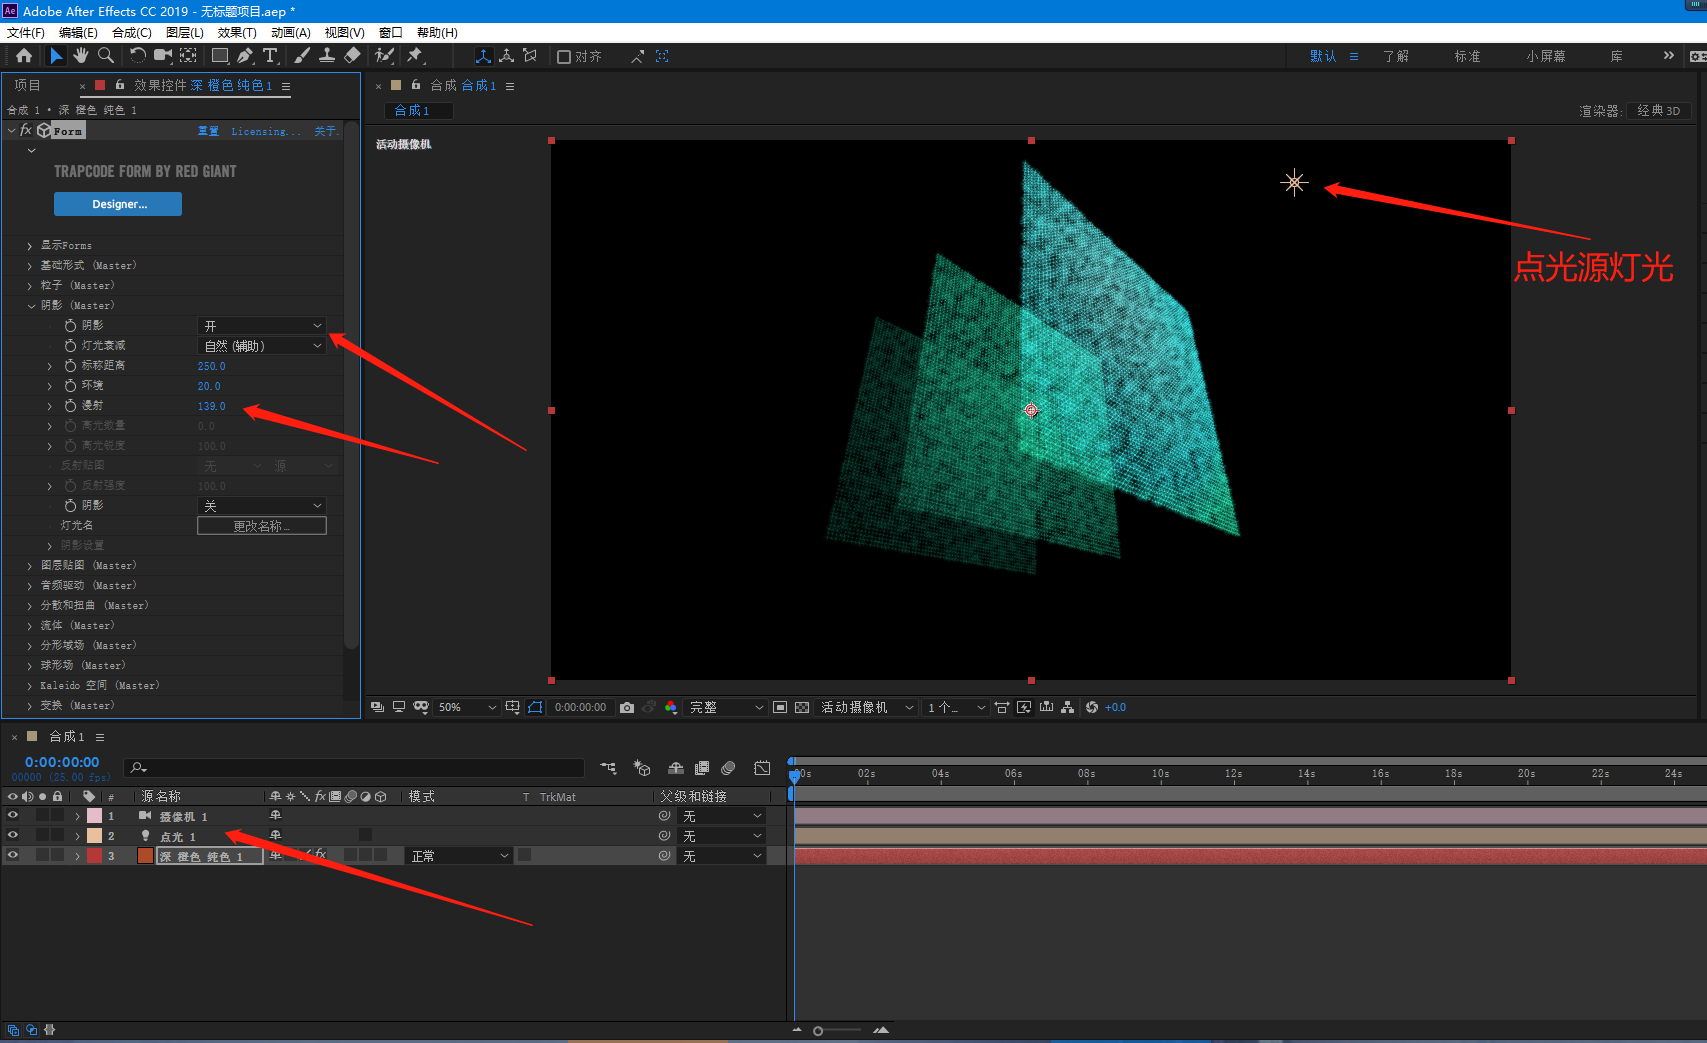 Adobe After Effects CC 2019 - 无标题项目.aep *
文件(F) 编辑(E) 合成(C) 图层(L) 效果(T) 动画(A) 视图(V) 窗口 帮助(H)
对齐 默认 了解 标准 小屏幕 库
项目 效果控件 深 橙色 纯色 1
合成 1 • 深 橙色 纯色 1
fx Form 重置 Licensing... 关于.
TRAPCODE FORM BY RED GIANT
Designer...
显示Forms
基础形式 (Master)
粒子 (Master)
阴影 (Master)
阴影 开
灯光衰减 自然 (辅助)
标称距离 250.0
环境 20.0
漫射 139.0
高光数量 0.0
高光锐度 100.0
反射贴图 无 源
反射强度 100.0
阴影 关
灯光名 更改名称...
阴影设置
图层贴图 (Master)
音频驱动 (Master)
分散和扭曲 (Master)
流体 (Master)
分形域场 (Master)
球形场 (Master)
Kaleido 空间 (Master)
变换 (Master)
合成 合成 1
合成 1
渲染器: 经典 3D
活动摄像机
点光源灯光
50% 0:00:00:00 完整 活动摄像机 1 个... +0.0
合成 1
0:00:00:00
00000 (25.00 fps)
# 源名称 fx 模式 T TrkMat 父级和链接
1 摄像机 1 无
2 点光 1 无
3 深 橙色 纯色 1 fx 正常 无
00s 02s 04s 06s 08s 10s 12s 14s 16s 18s 20s 22s 24s